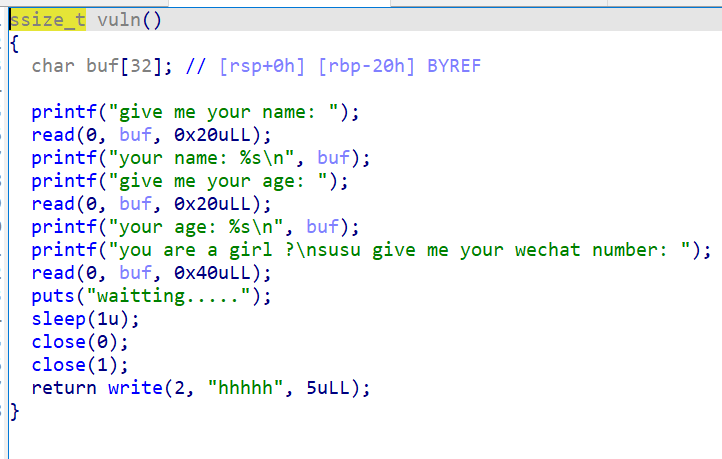 ssize_t vuln()
{
char buf[32]; // [rsp+0h] [rbp-20h] BYREF
printf("give me your name: ");
read(0, buf, 0x20uLL);
printf("your name: %s\n", buf);
printf("give me your age: ");
read(0, buf, 0x20uLL);
printf("your age: %s\n", buf);
printf("you are a girl ?\nsusu give me your wechat number: ");
read(0, buf, 0x40uLL);
puts("waitting.....");
sleep(1u);
close(0);
close(1);
return write(2, "hhhhh", 5uLL);
}